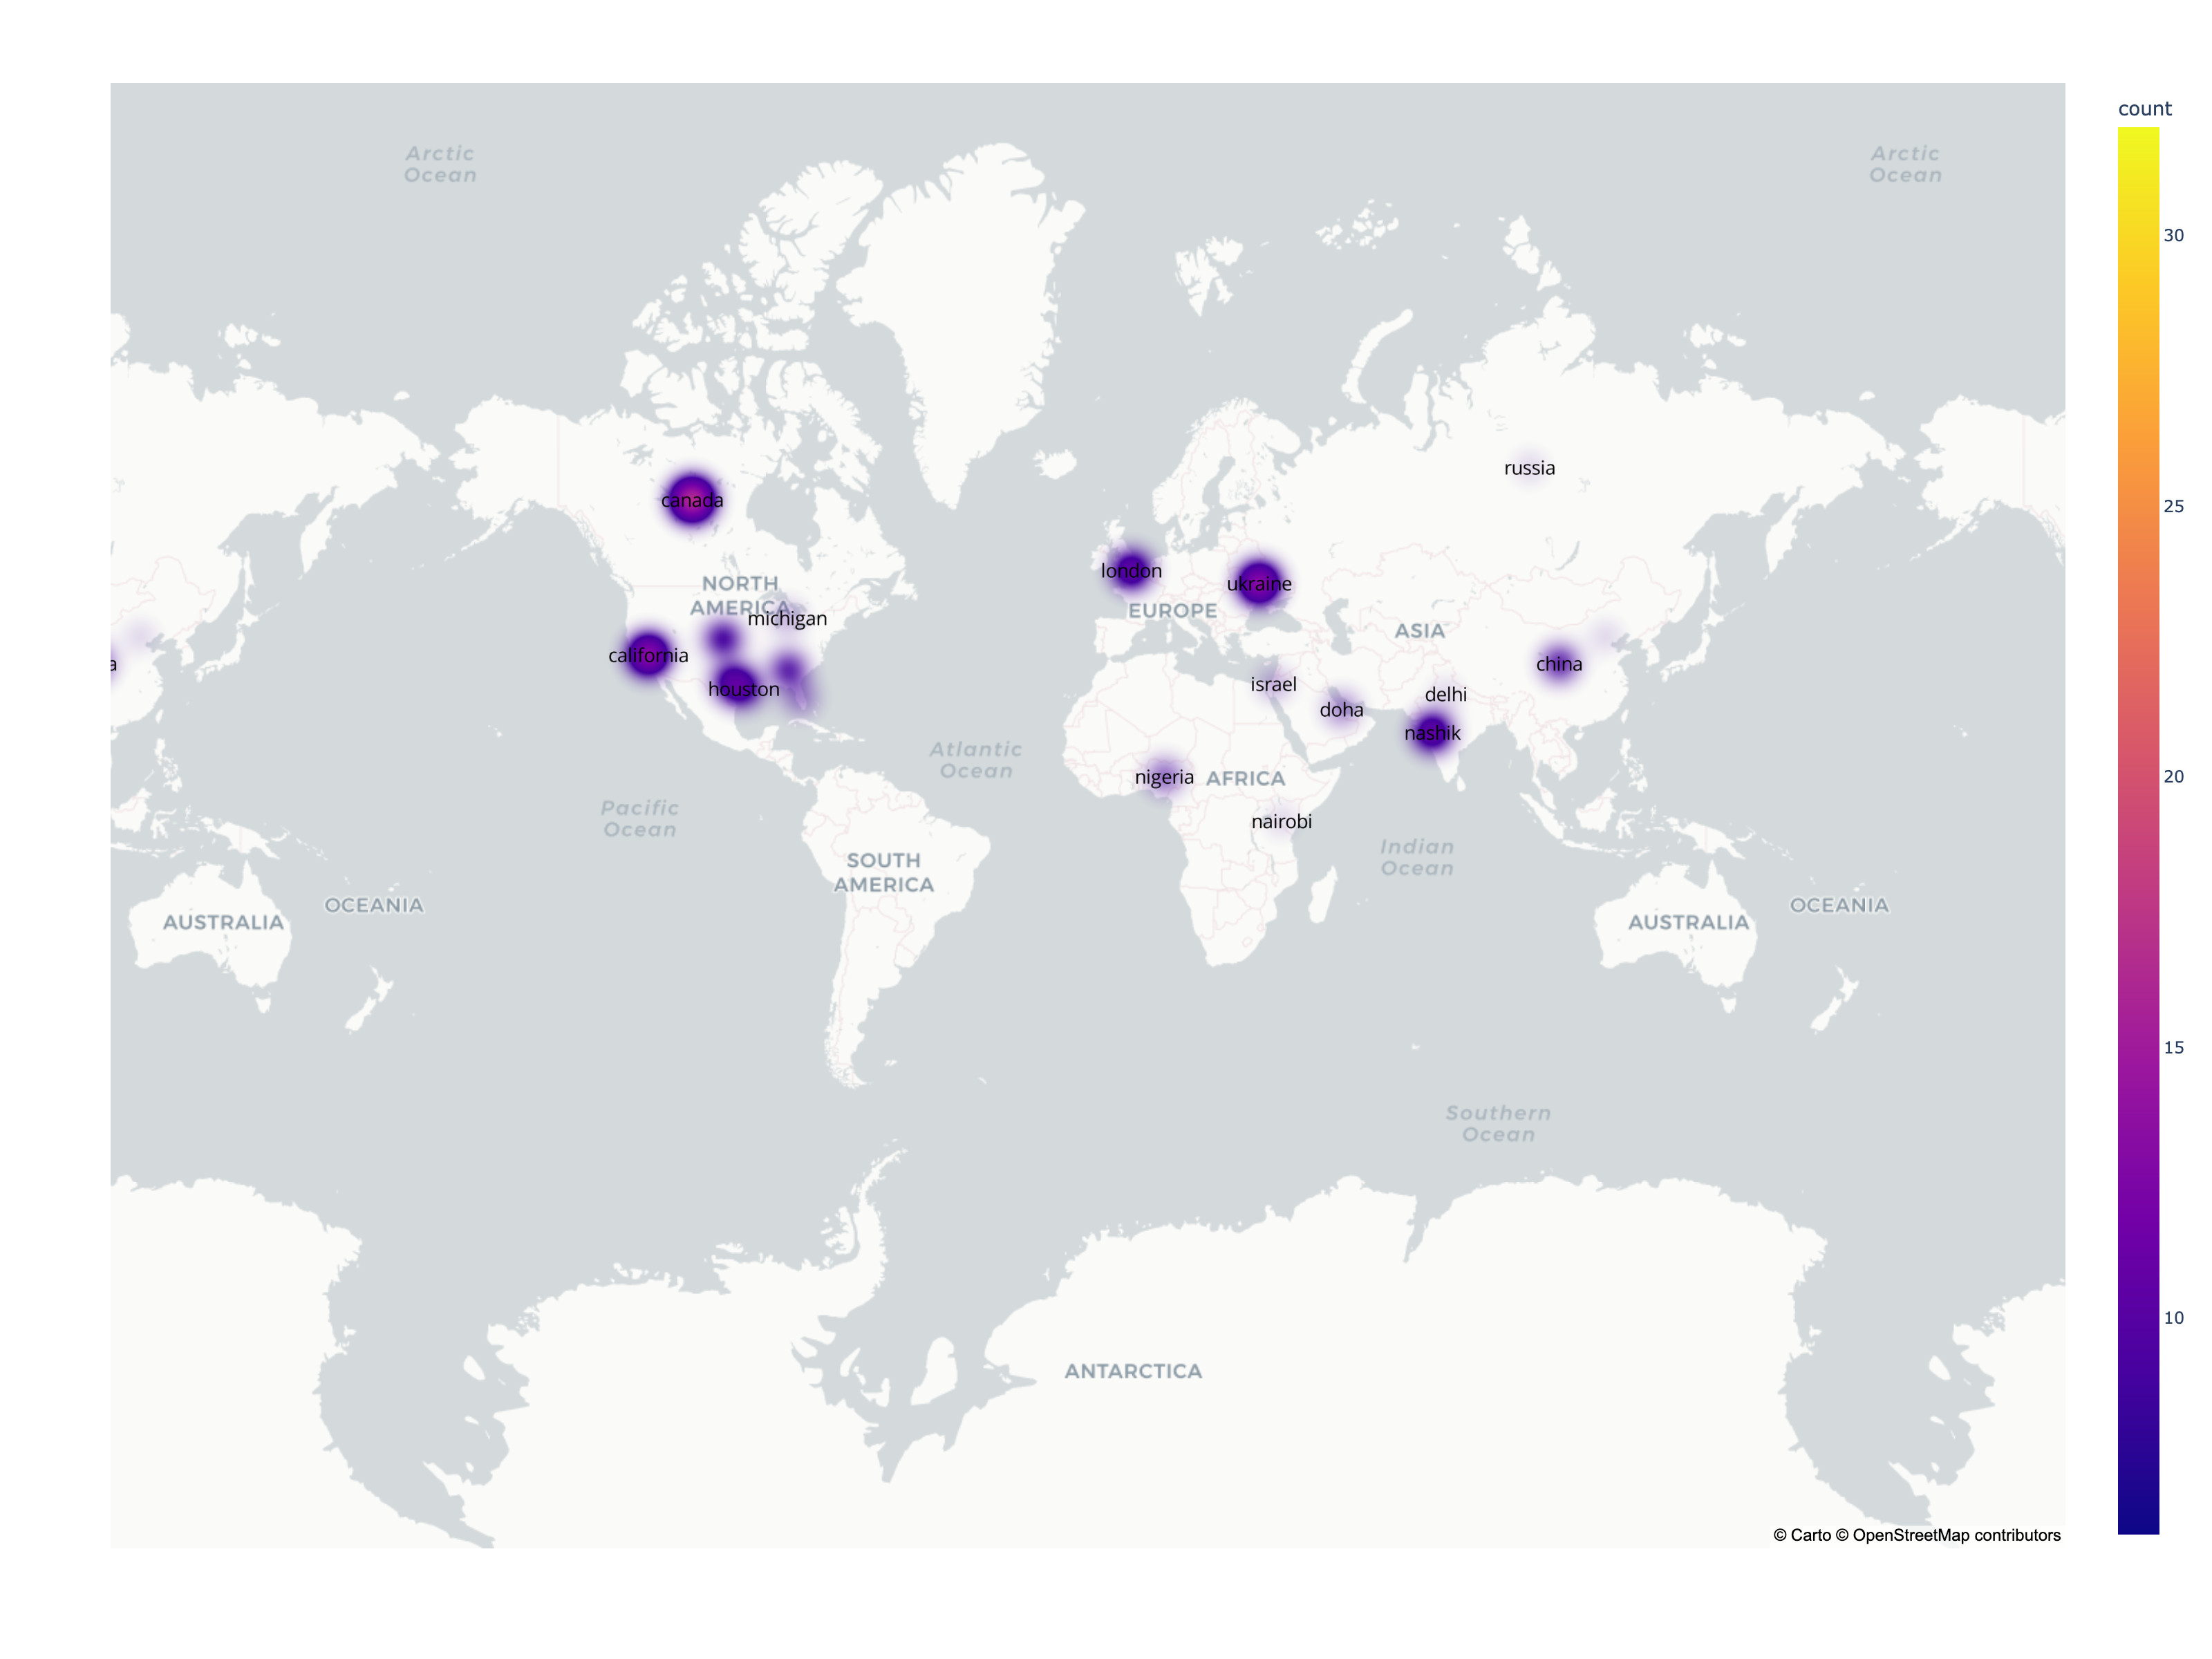 count
Arctic
Ocean
Arctic
Ocean
30
russia
canada
25
london
ukraine
NORTH
AMERICA
EUROPE
michigan
ASIA
california
a
china
israel
houston
delhi
doha
nashik
Atlantic
Ocean
nigeria
AFRICA
20
Pacific
Ocean
nairobi
Indian
Ocean
SOUTH
AMERICA
OCEANIA
OCEANIA
AUSTRALIA
AUSTRALIA
15
Southern
Ocean
10
ANTARCTICA
© Carto © OpenStreetMap contributors